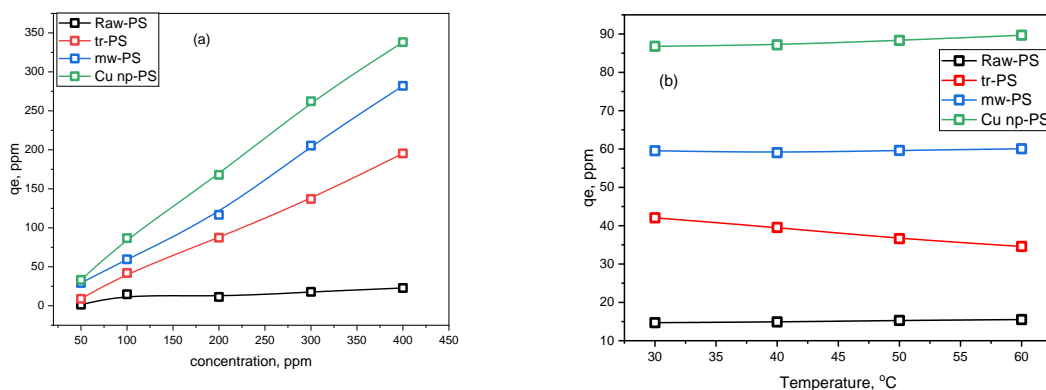 (a)
Raw-PS
tr-PS
mw-PS
Cu np-PS
350
300
250
200
150
100
50
0
qe, ppm
50 100 150 200 250 300 350 400 450
concentration, ppm
(b)
Raw-PS
tr-PS
mw-PS
Cu np-PS
90
80
70
60
50
40
30
20
10
qe, ppm
30 35 40 45 50 55 60
Temperature, °C